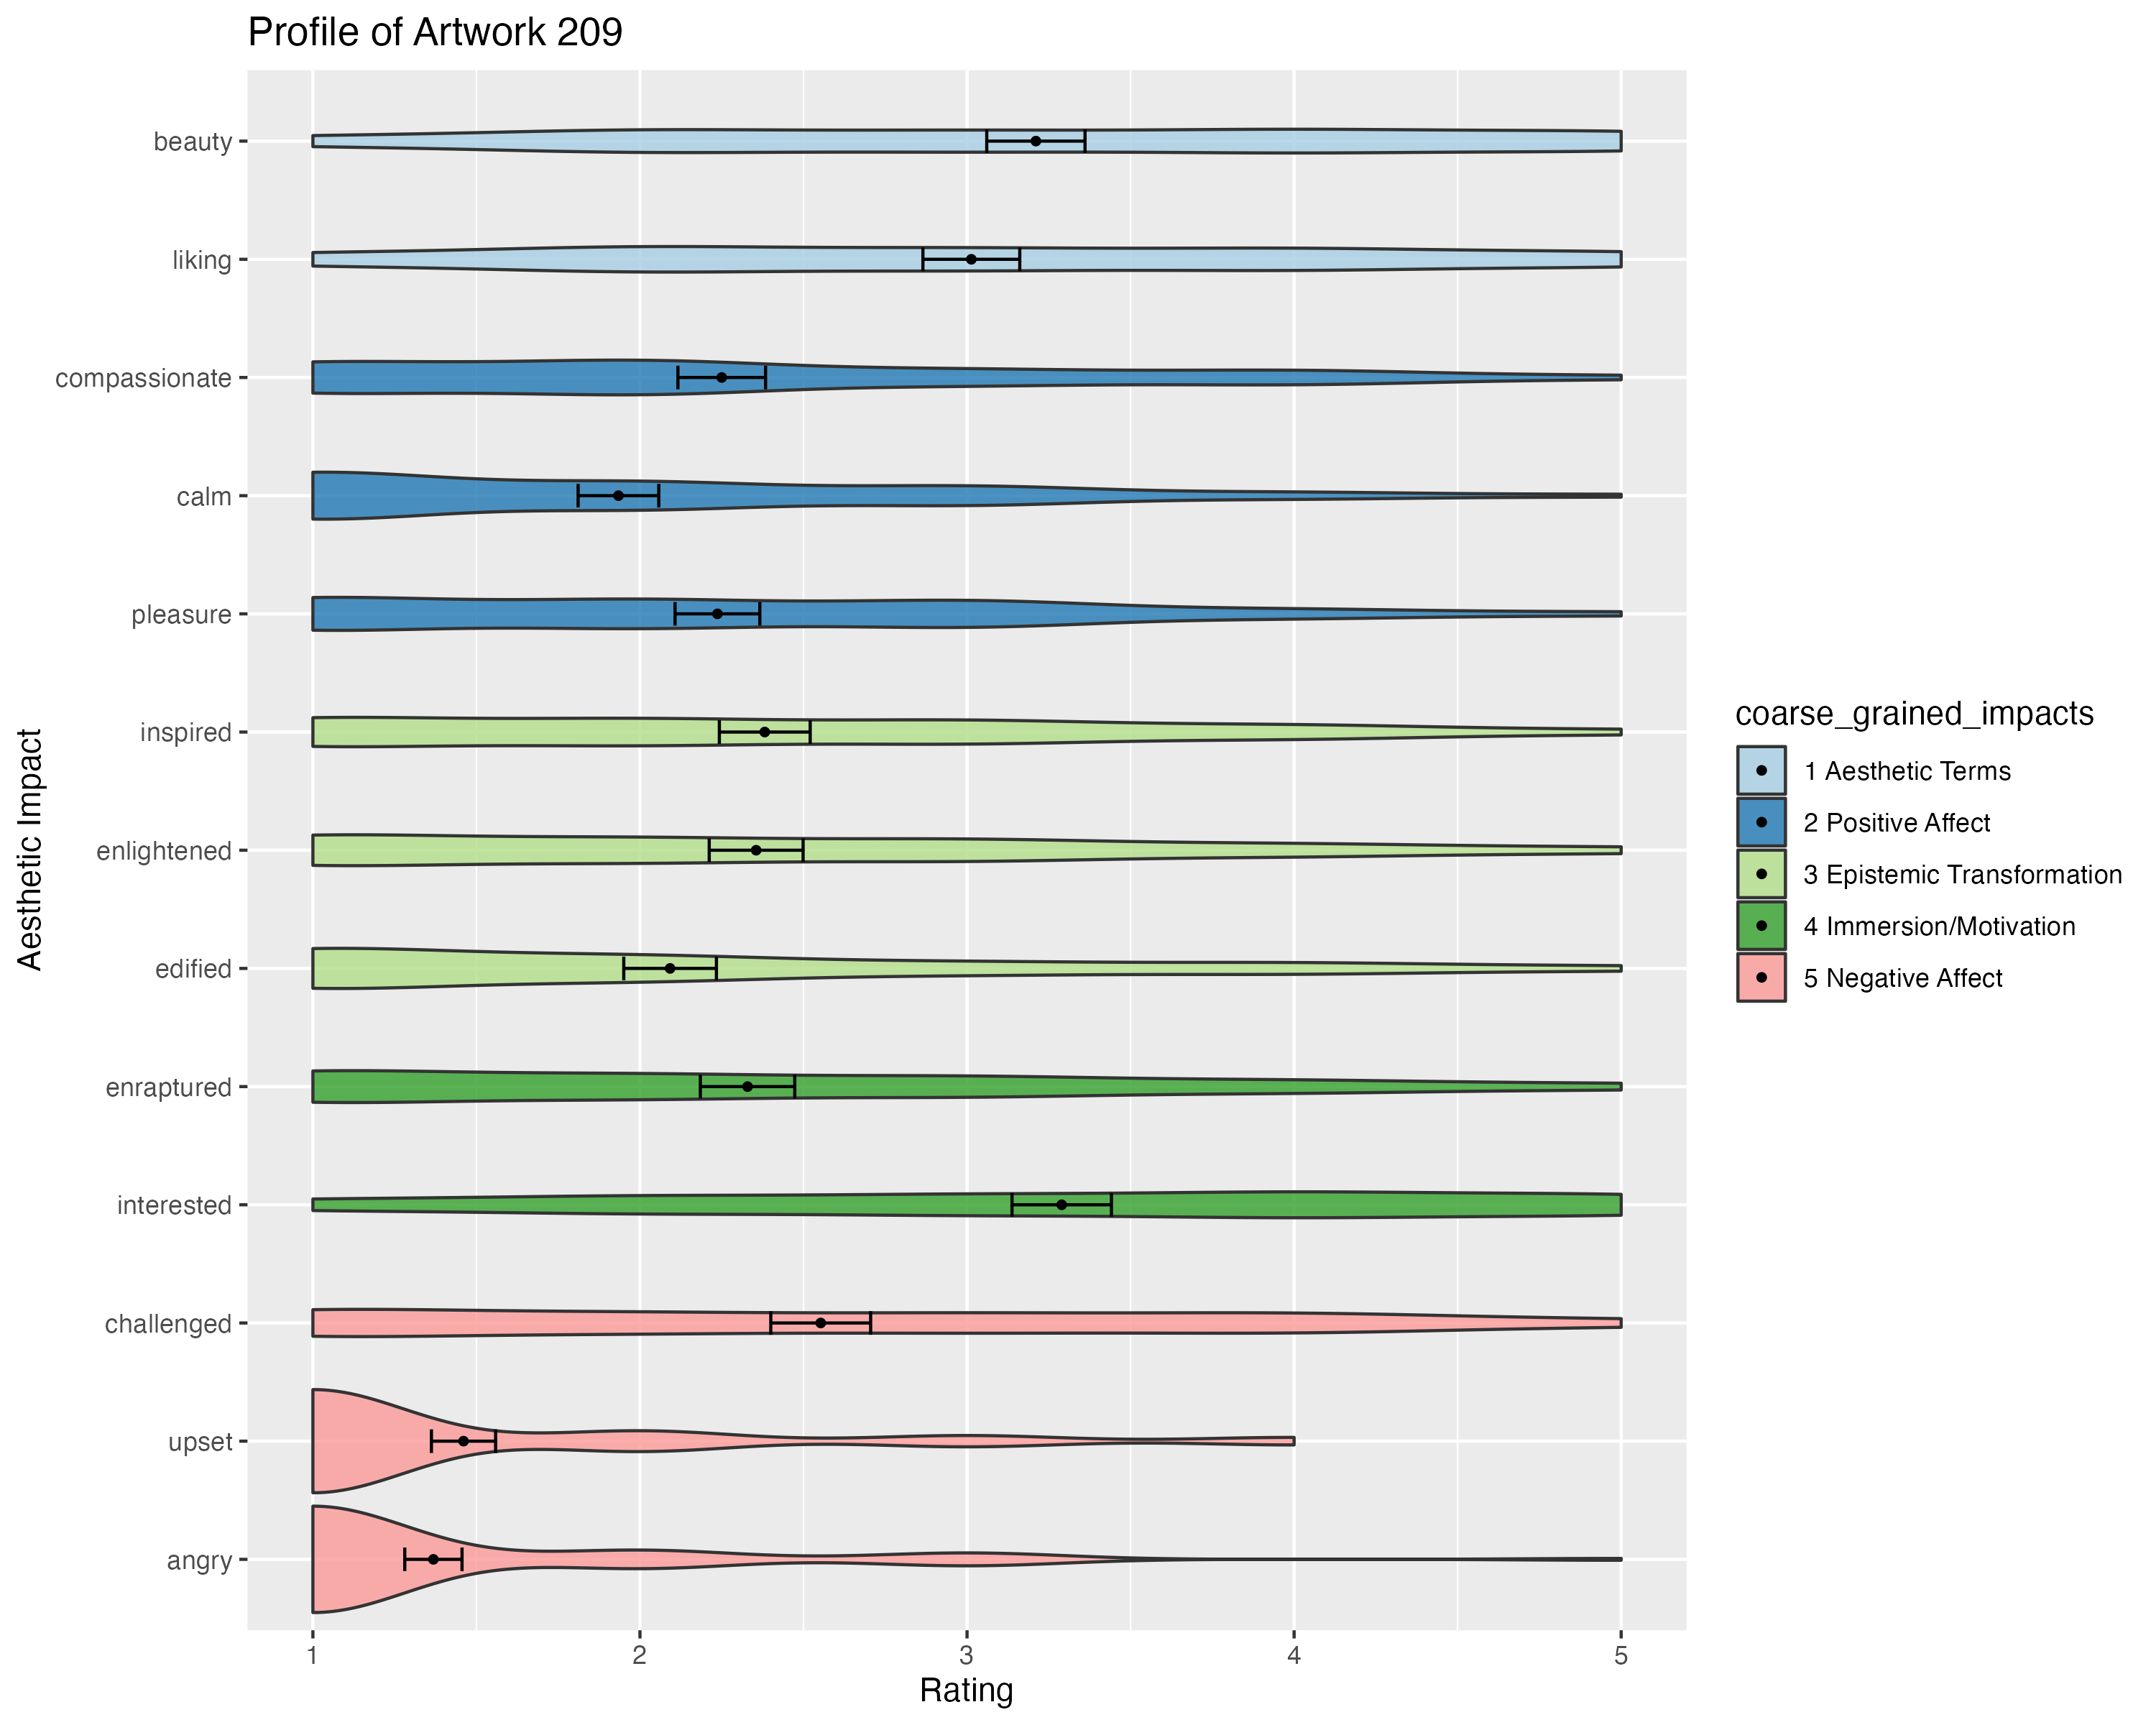 Profile of Artwork 209
beauty
liking
compassionate
calm
pleasure
inspired
enlightened
edified
enraptured
interested
challenged
upset
angry
Aesthetic Impact
1 2 3 4 5
Rating
coarse_grained_impacts
1 Aesthetic Terms
2 Positive Affect
3 Epistemic Transformation
4 Immersion/Motivation
5 Negative Affect